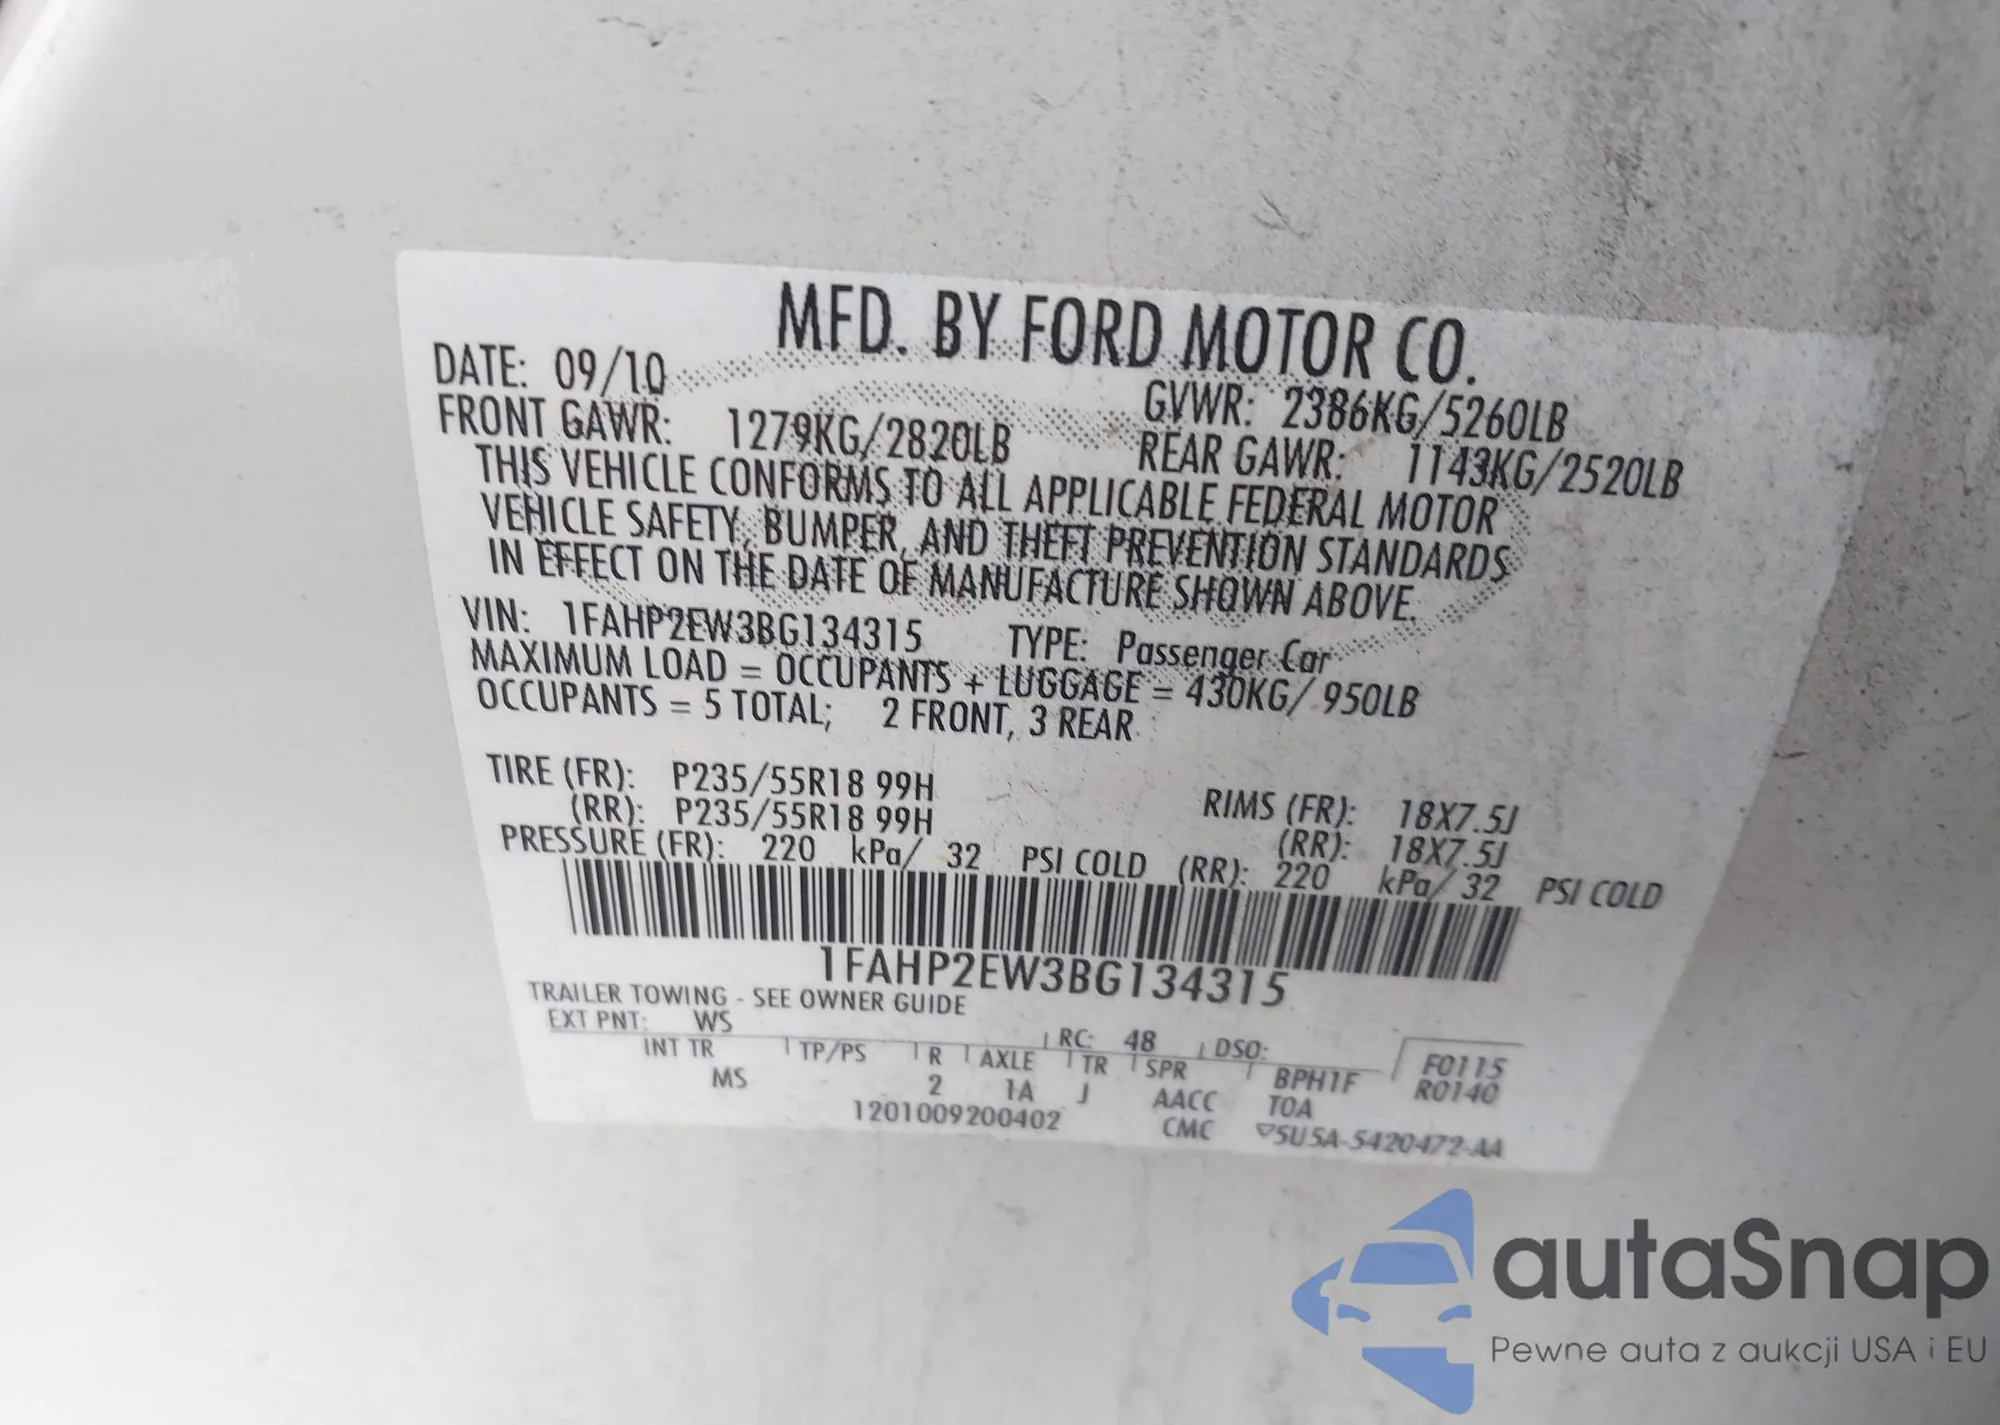 MFD. BY FORD MOTOR CO.
DATE: 09/10 GVWR: 2386KG/5260LB
FRONT GAWR: 1279KG/2820LB REAR GAWR: 1143KG/2520LB
THIS VEHICLE CONFORMS TO ALL APPLICABLE FEDERAL MOTOR
VEHICLE SAFETY, BUMPER, AND THEFT PREVENTION STANDARDS
IN EFFECT ON THE DATE OF MANUFACTURE SHOWN ABOVE.
VIN: 1FAHP2EW3BG134315 TYPE: Passenger Car
MAXIMUM LOAD = OCCUPANTS + LUGGAGE = 430KG/ 950LB
OCCUPANTS = 5 TOTAL; 2 FRONT, 3 REAR
TIRE (FR): P235/55R18 99H RIMS (FR): 18X7.5J
(RR): P235/55R18 99H (RR): 18X7.5J
PRESSURE (FR): 220 kPa/ 32 PSI COLD (RR): 220 kPa/ 32 PSI COLD
1FAHP2EW3BG134315
TRAILER TOWING - SEE OWNER GUIDE
EXT PNT: WS RC: 48 DSO: F0115
INT TR TP/PS R AXLE TR SPR BPH1F R0140
MS 2 1A J AACC TOA
1201009200402 CMC ▽5U5A-5420472-AA
autaSnap
Pewne auta z aukcji USA i EU